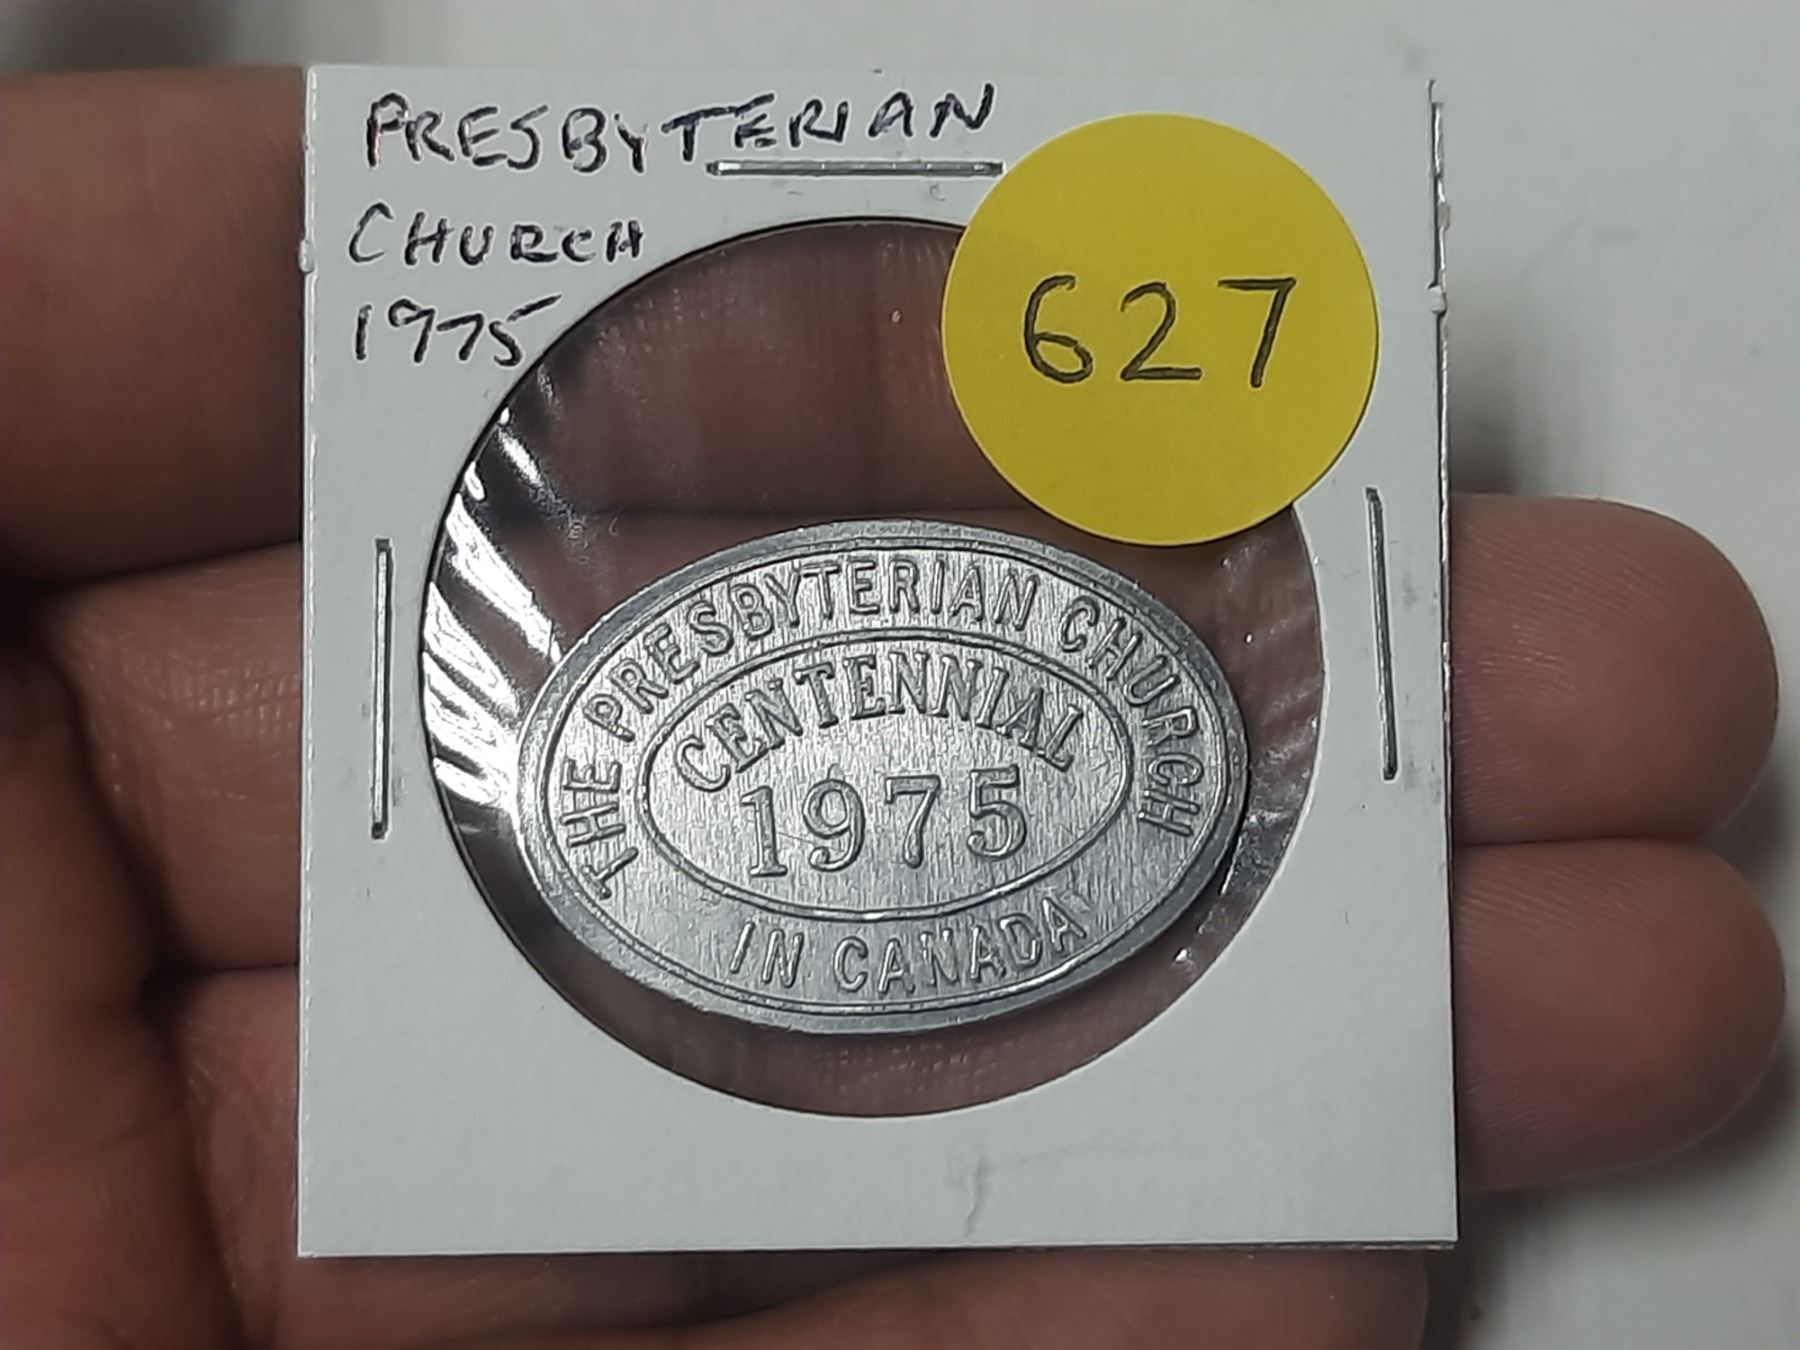 PRESBYTERIAN
CHURCH
1975
627
THE PRESBYTERIAN CHURCH
CENTENNIAL
1975
IN CANADA